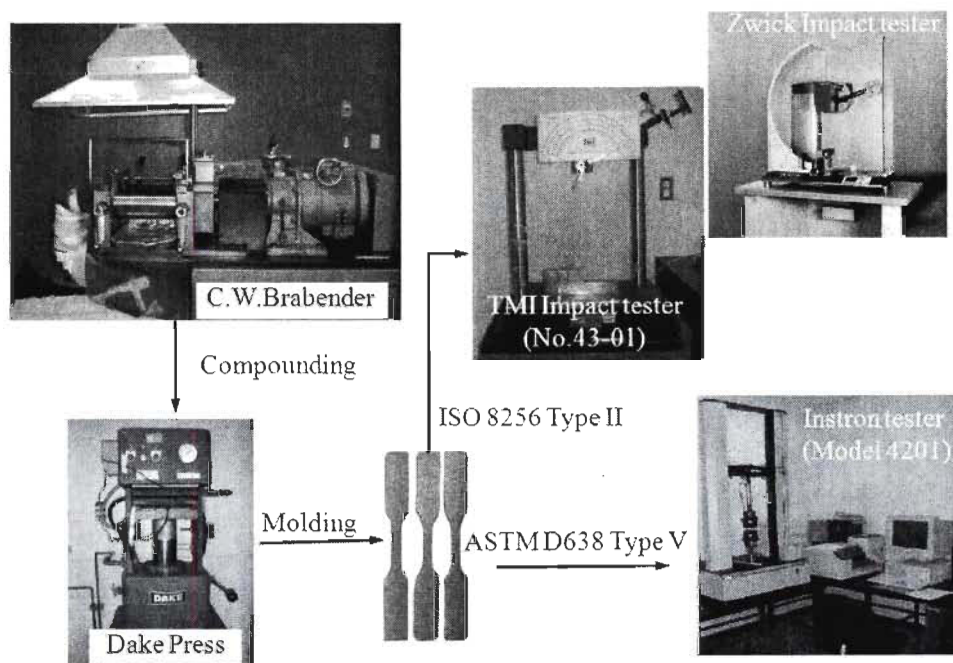 Zwick Impact tester
C.W.Brabender
TMI Impact tester
(No.43-01)
Compounding
ISO 8256 Type II
Instron tester
(Model 4201)
Molding
ASTM D638 Type V
DAKE
Dake Press